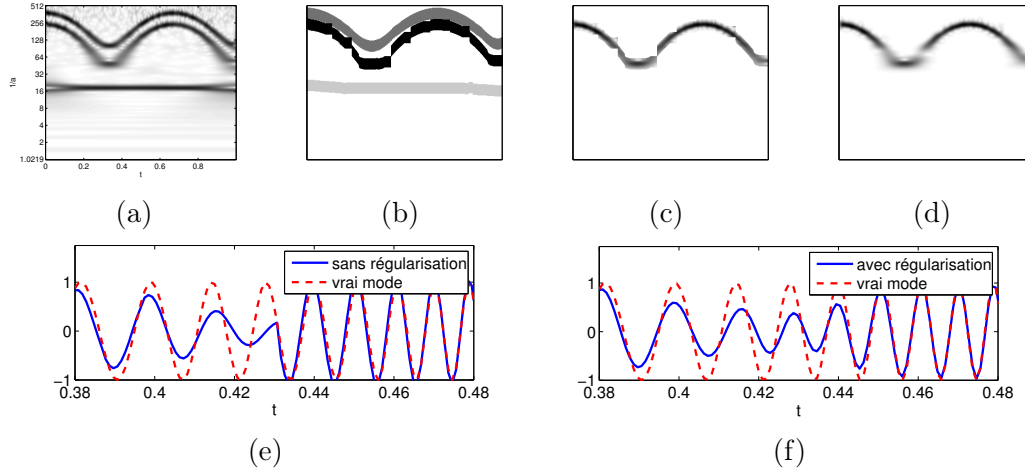 512
256
128
64
32
16
8
4
2
1.0219
1/a
0 0.2 0.4 0.6 0.8
t
(a) (b) (c) (d)
1
0
−1
sans régularisation
vrai mode
0.38 0.4 0.42 0.44 0.46 0.48
t
(e)
1
0
−1
avec régularisation
vrai mode
0.38 0.4 0.42 0.44 0.46 0.48
t
(f)